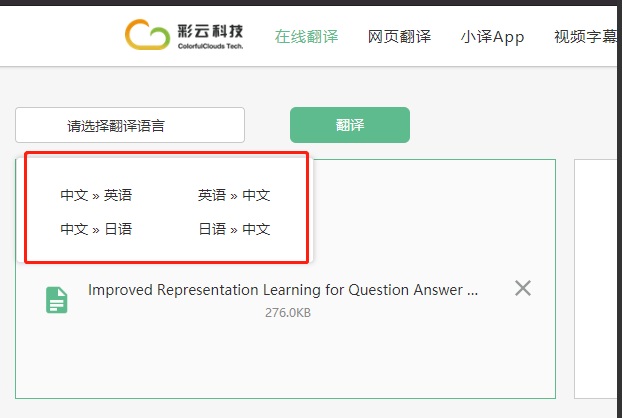 彩云科技
ColorfulClouds Tech.
在线翻译 网页翻译 小译App 视频字幕
请选择翻译语言 翻译
中文 » 英语 英语 » 中文
中文 » 日语 日语 » 中文
Improved Representation Learning for Question Answer ...
276.0KB